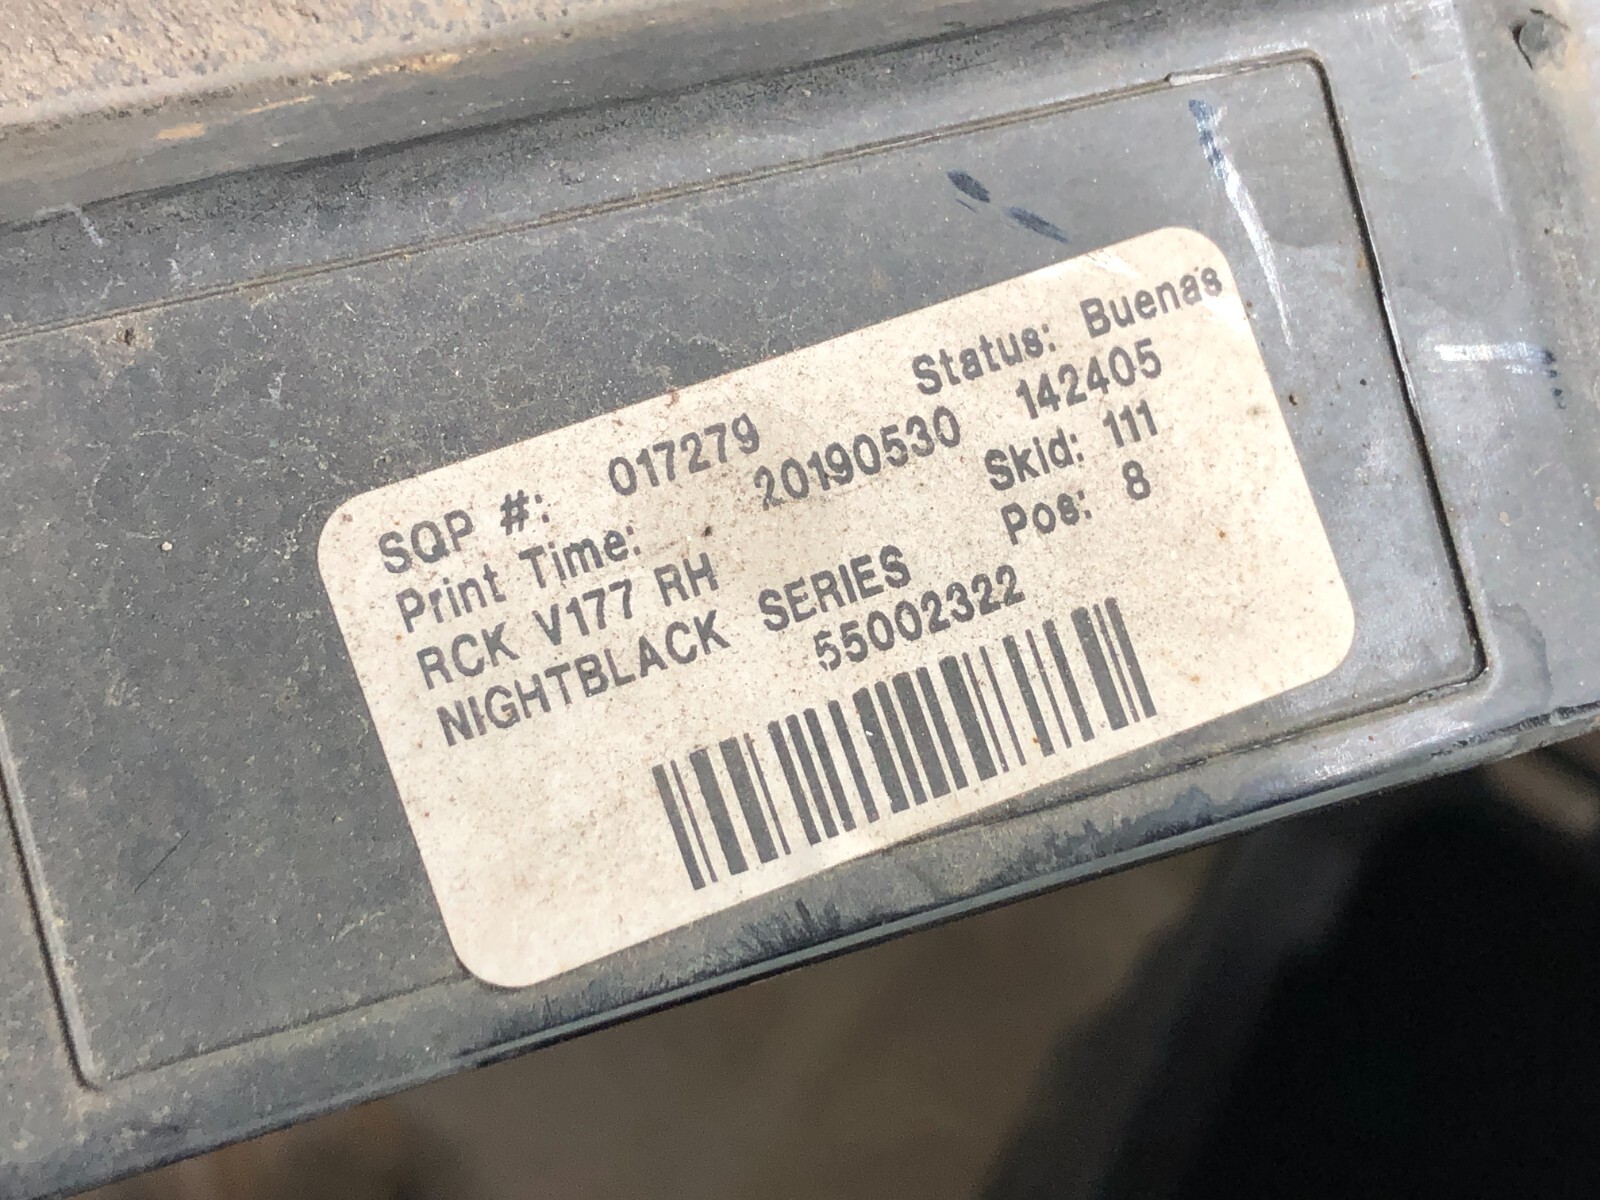 SQP #: 017279 Status: Buenas
Print Time: 20190530 142405
RCK V177 RH Skid: 111
NIGHTBLACK SERIES Pos: 8
55002322